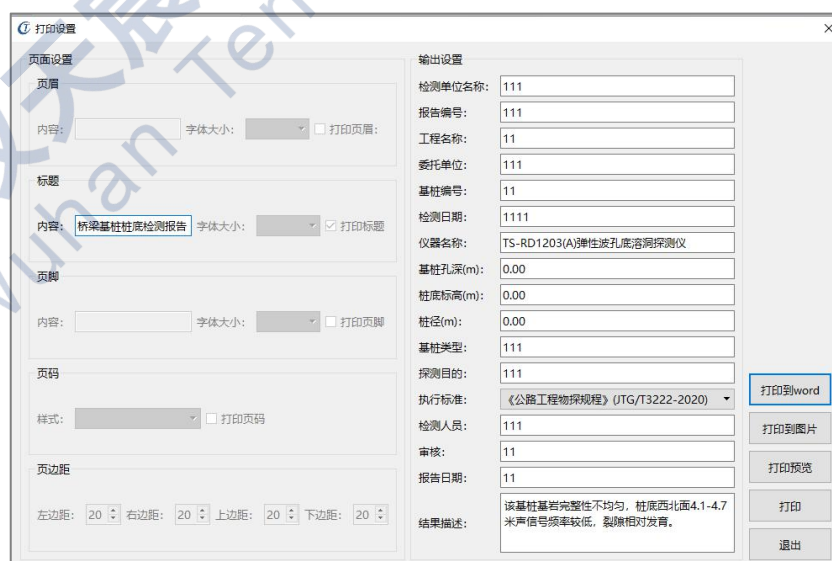 打印设置
页面设置
页眉
内容: 字体大小: 打印页眉:
标题
内容: 桥梁基桩桩底检测报告 字体大小: 打印标题
页脚
内容: 字体大小: 打印页脚
页码
样式: 打印页码
页边距
左边距: 20 右边距: 20 上边距: 20 下边距: 20
输出设置
检测单位名称: 111
报告编号: 111
工程名称: 11
委托单位: 111
基桩编号: 11
检测日期: 1111
仪器名称: TS-RD1203(A)弹性波孔底溶洞探测仪
基桩孔深(m): 0.00
桩底标高(m): 0.00
桩径(m): 0.00
基桩类型: 111
探测目的: 111
执行标准: 《公路工程物探规程》(JTG/T3222-2020)
检测人员: 111
审核: 11
报告日期: 11
结果描述: 该基桩基岩完整性不均匀，桩底西北面4.1-4.7
米声信号频率较低，裂隙相对发育。
打印到word
打印到图片
打印预览
打印
退出
汉天宸
Wuhan Ten